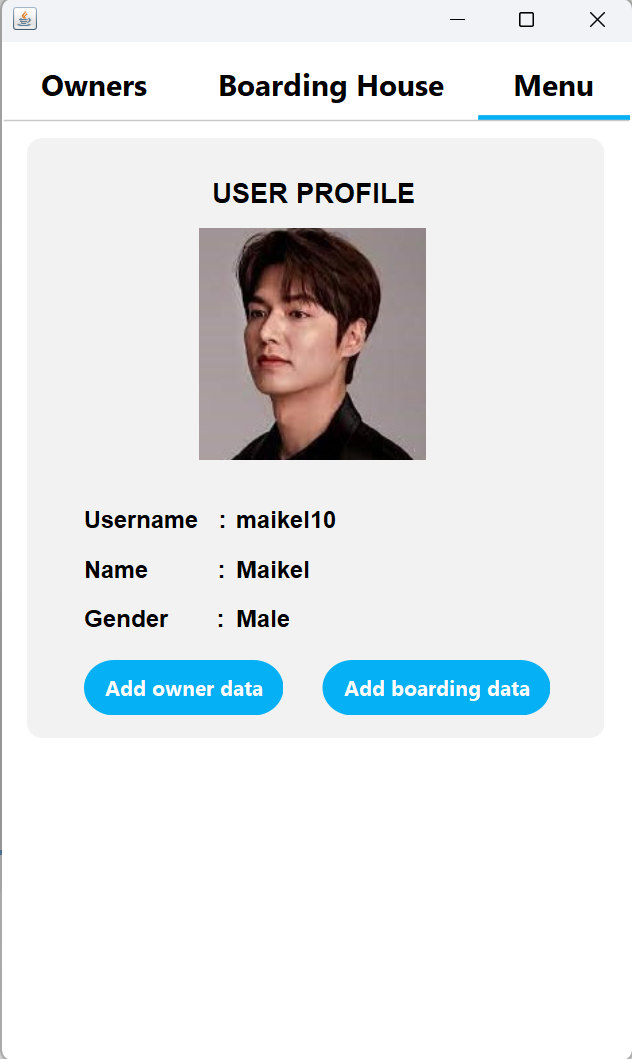 Owners Boarding House Menu
USER PROFILE
Username : maikel10
Name : Maikel
Gender : Male
Add owner data Add boarding data